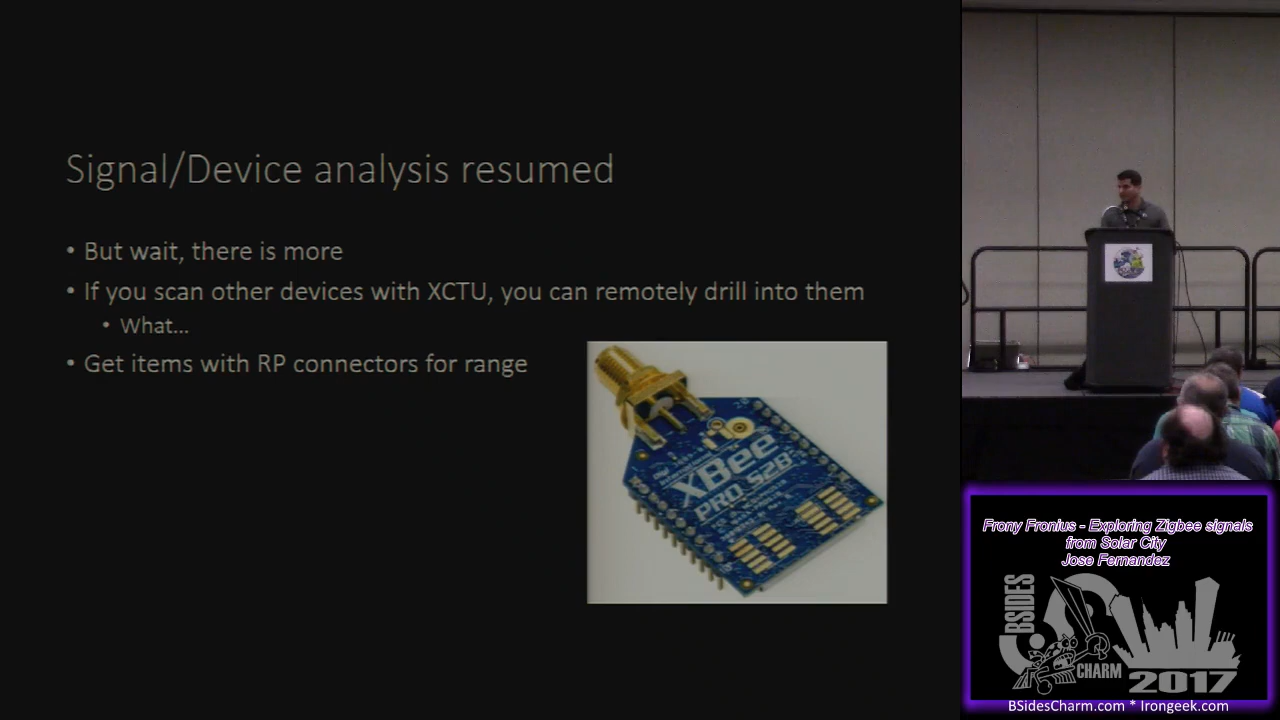 Signal/Device analysis resumed
• But wait, there is more
• If you scan other devices with XCTU, you can remotely drill into them
• What...
• Get items with RP connectors for range
XBee
PRO S2B
Frony Fronius - Exploring Zigbee signals
from Solar City
Jose Fernandez
BSIDES
CHARM
2017
BSidesCharm.com * Irongeek.com